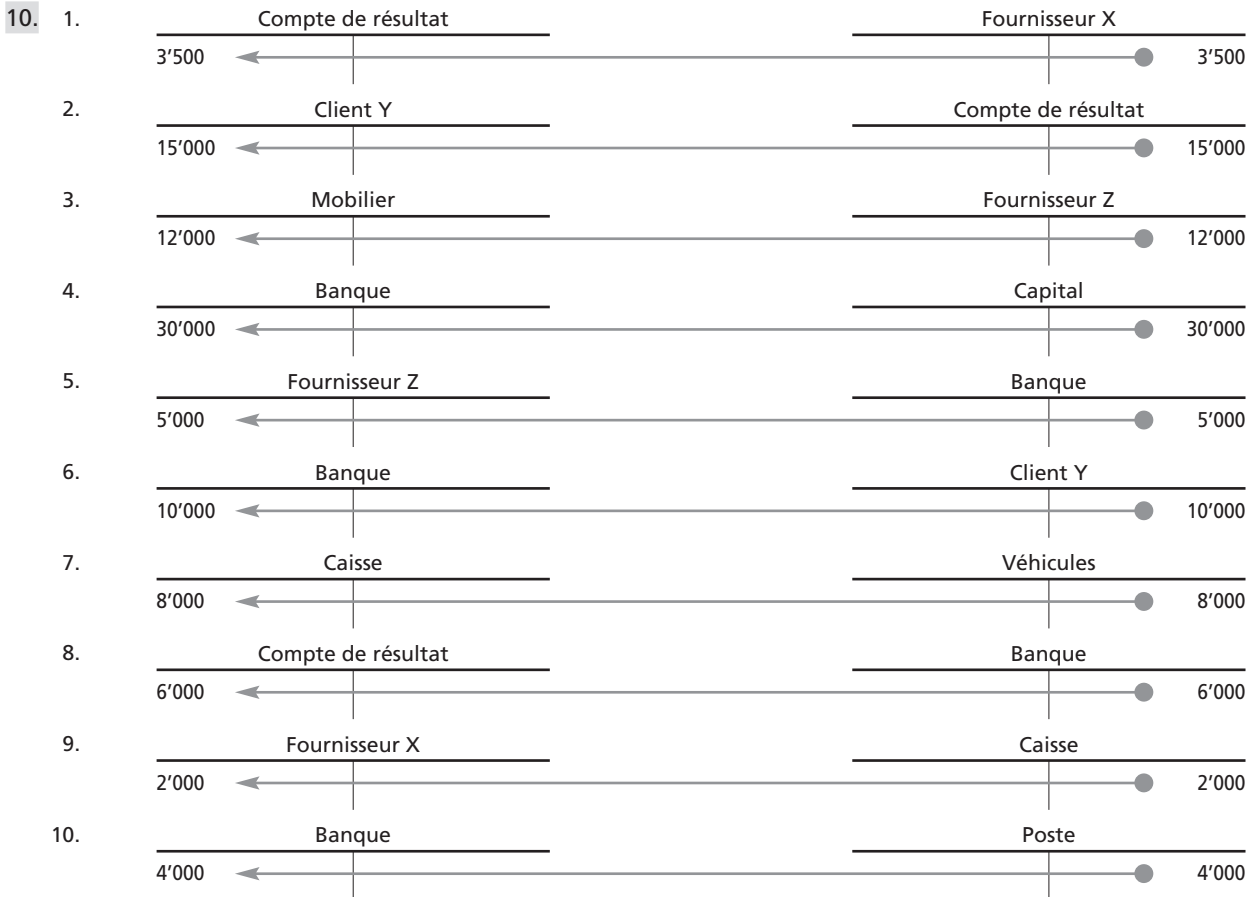 10. 1. Compte de résultat Fournisseur X
3’500 3’500
2. Client Y Compte de résultat
15’000 15’000
3. Mobilier Fournisseur Z
12’000 12’000
4. Banque Capital
30’000 30’000
5. Fournisseur Z Banque
5’000 5’000
6. Banque Client Y
10’000 10’000
7. Caisse Véhicules
8’000 8’000
8. Compte de résultat Banque
6’000 6’000
9. Fournisseur X Caisse
2’000 2’000
10. Banque Poste
4’000 4’000